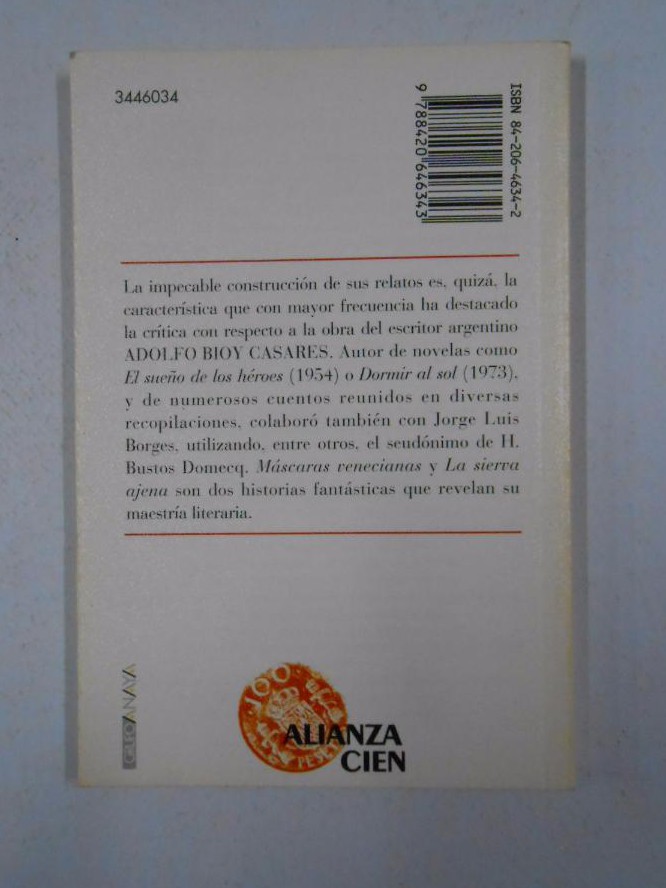 3446034
ISBN 84-206-4634-2
9 788420 646343
La impecable construcción de sus relatos es, quizá, la
característica que con mayor frecuencia ha destacado
la crítica con respecto a la obra del escritor argentino
ADOLFO BIOY CASARES. Autor de novelas como
El sueño de los héroes (1954) o Dormir al sol (1973),
y de numerosos cuentos reunidos en diversas
recopilaciones, colaboró también con Jorge Luis
Borges, utilizando, entre otros, el seudónimo de H.
Bustos Domecq. Máscaras venecianas y La sierva
ajena son dos historias fantásticas que revelan su
maestría literaria.
GRUPO ANAYA
100
ALIANZA
CIEN